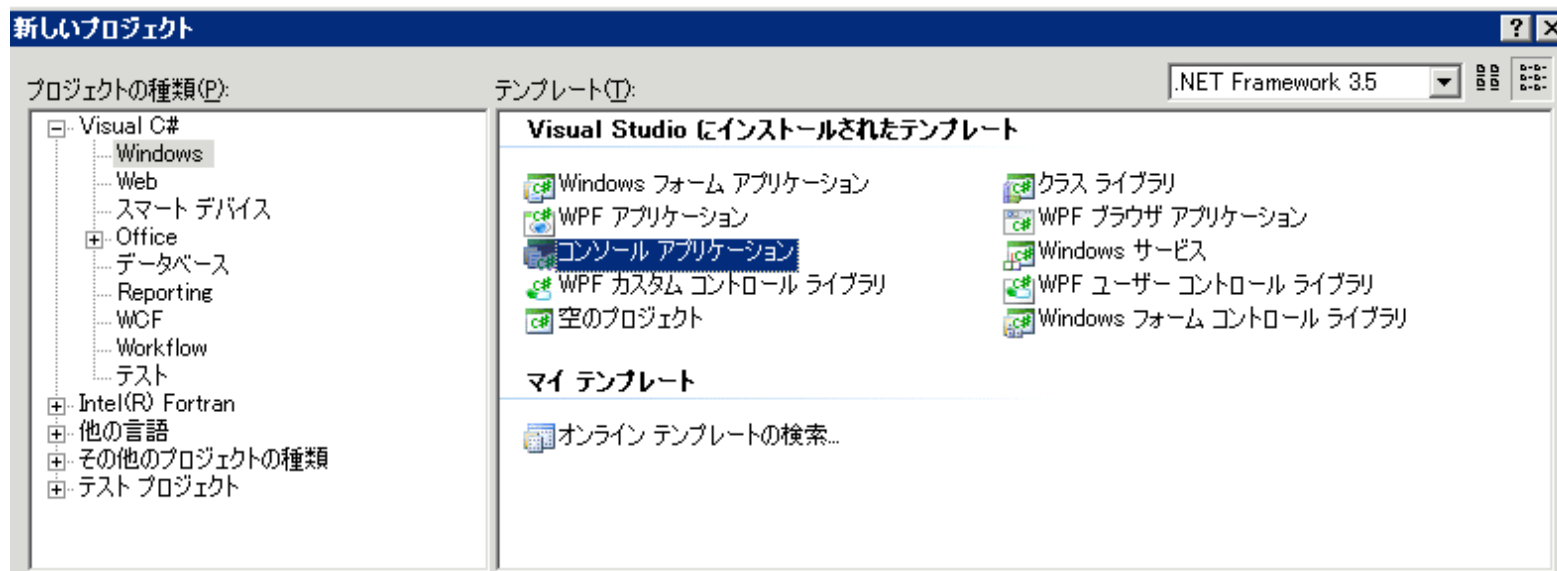 新しいプロジェクト
プロジェクトの種類(P):
テンプレート(T):
.NET Framework 3.5
Visual C#
Windows
Web
スマート デバイス
Office
データベース
Reporting
WCF
Workflow
テスト
Intel(R) Fortran
他の言語
その他のプロジェクトの種類
テスト プロジェクト
Visual Studio にインストールされたテンプレート
Windows フォーム アプリケーション
クラス ライブラリ
WPF アプリケーション
WPF ブラウザ アプリケーション
コンソール アプリケーション
Windows サービス
WPF カスタム コントロール ライブラリ
WPF ユーザー コントロール ライブラリ
空のプロジェクト
Windows フォーム コントロール ライブラリ
マイ テンプレート
オンライン テンプレートの検索...